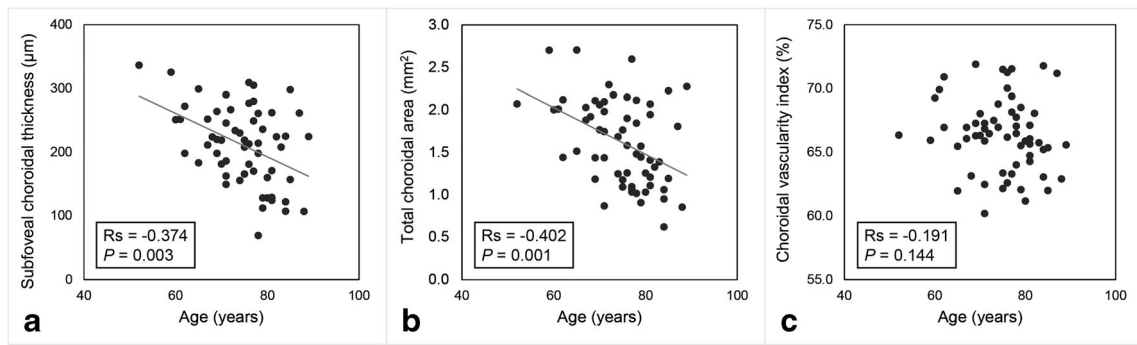 Subfoveal choroidal thickness (μm)
400
300
200
100
0
Rs = -0.374
P = 0.003
40
60
80
100
Age (years)
a
Total choroidal area (mm²)
3.0
2.5
2.0
1.5
1.0
0.5
0.0
Rs = -0.402
P = 0.001
40
60
80
100
Age (years)
b
Choroidal vascularity index (%)
75.0
70.0
65.0
60.0
55.0
Rs = -0.191
P = 0.144
40
60
80
100
Age (years)
c